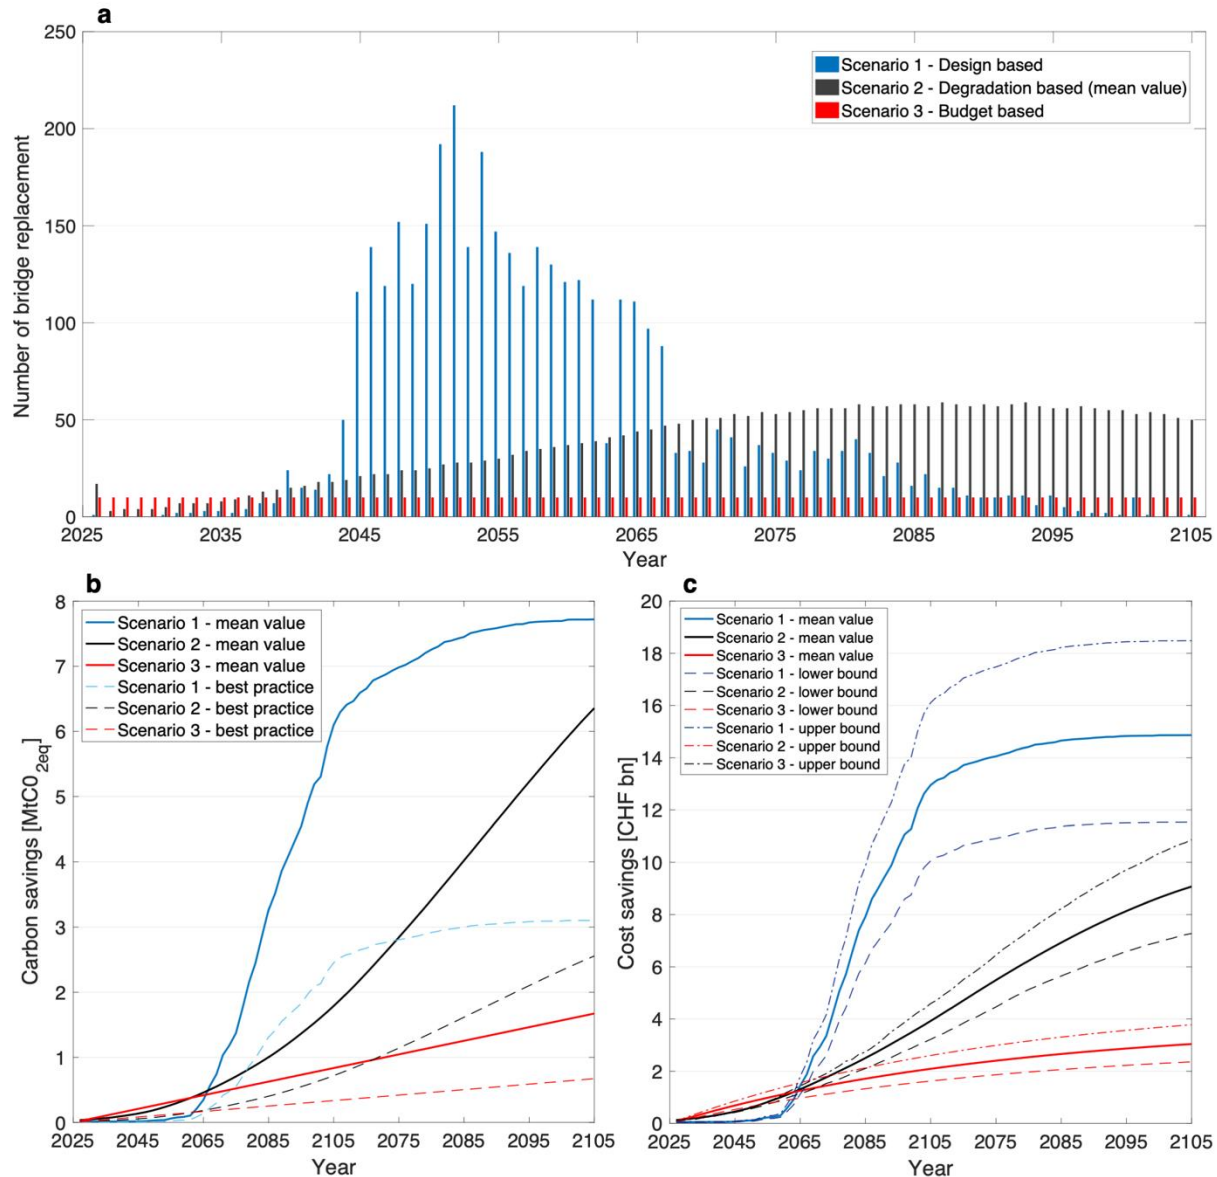 a
250
200
150
100
50
0
Number of bridge replacement
Scenario 1 - Design based
Scenario 2 - Degradation based (mean value)
Scenario 3 - Budget based
2025 2035 2045 2055 2065 2075 2085 2095 2105
Year
b
8
7
6
5
4
3
2
1
0
Carbon savings [MtC0 2eq]
Scenario 1 - mean value
Scenario 2 - mean value
Scenario 3 - mean value
Scenario 1 - best practice
Scenario 2 - best practice
Scenario 3 - best practice
2025 2045 2065 2085 2105 2075 2085 2095 2105
Year
c
20
18
16
14
12
10
8
6
4
2
0
Cost savings [CHF bn]
Scenario 1 - mean value
Scenario 2 - mean value
Scenario 3 - mean value
Scenario 1 - lower bound
Scenario 2 - lower bound
Scenario 3 - lower bound
Scenario 1 - upper bound
Scenario 2 - upper bound
Scenario 3 - upper bound
2025 2045 2065 2085 2105 2075 2085 2095 2105
Year